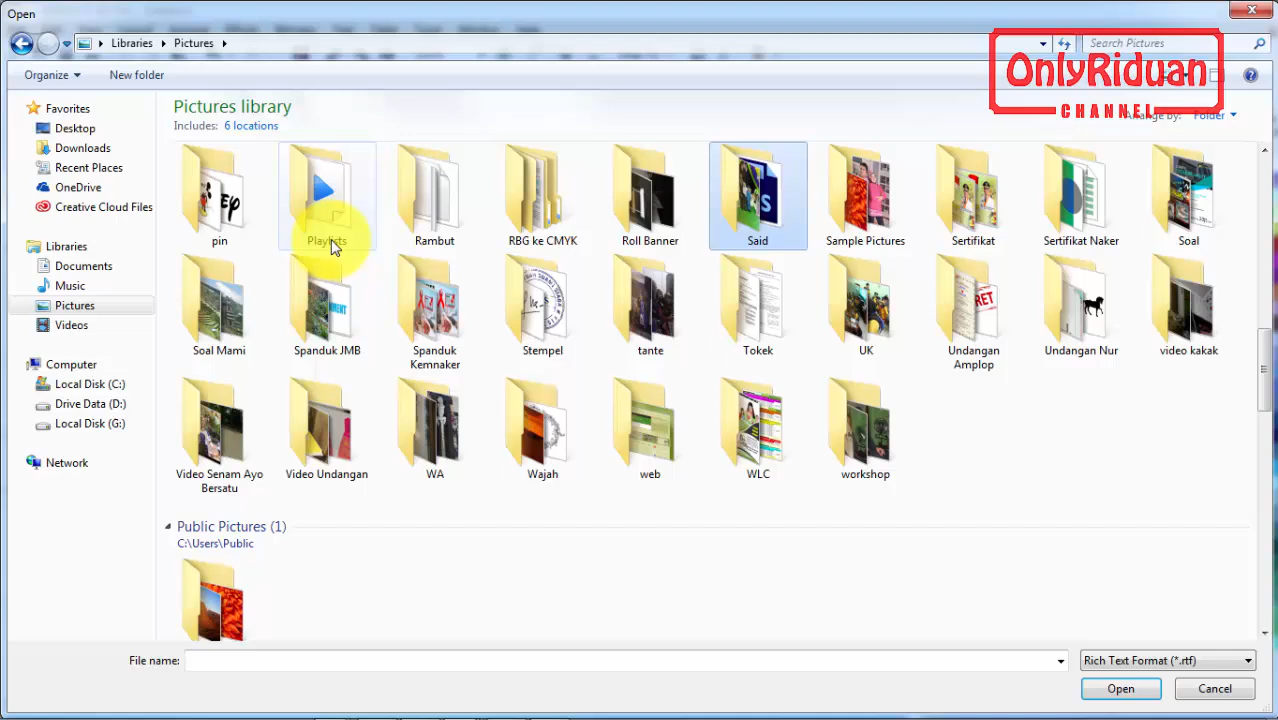 Open
Libraries
Pictures
Search Pictures
OnlyRiduan
CHANNEL
Organize
New folder
Favorites
Desktop
Downloads
Recent Places
OneDrive
Creative Cloud Files
Libraries
Documents
Music
Pictures
Videos
Computer
Local Disk (C:)
Drive Data (D:)
Local Disk (G:)
Network
Pictures library
Includes: 6 locations
Arrange by: Folder
pin
Playlists
Rambut
RBG ke CMYK
Roll Banner
Said
Sample Pictures
Sertifikat
Sertifikat Naker
Soal
Soal Mami
Spanduk JMB
Spanduk
Kemnaker
Stempel
tante
Tokek
UK
Undangan
Amplop
Undangan Nur
video kakak
Video Senam Ayo
Bersatu
Video Undangan
WA
Wajah
web
WLC
workshop
Public Pictures (1)
C:\Users\Public
File name:
Rich Text Format (*.rtf)
Open
Cancel